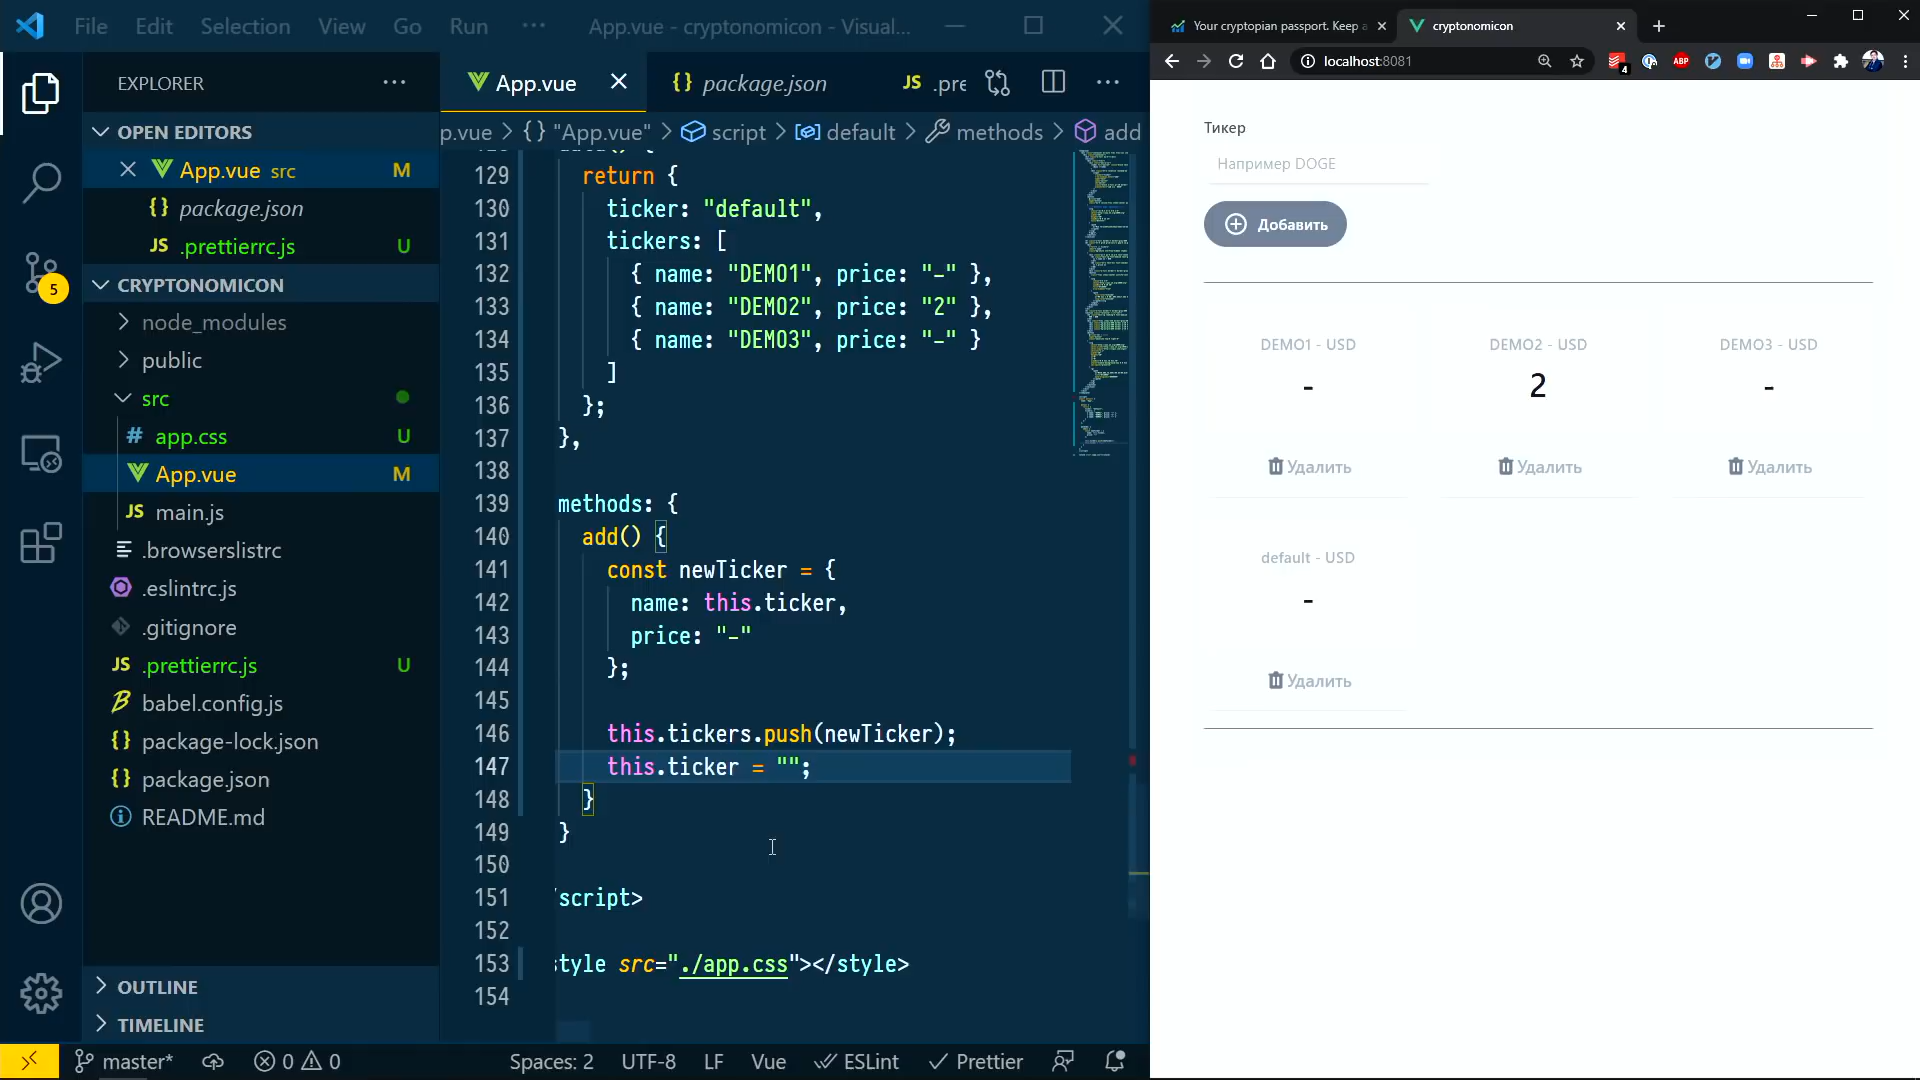 File Edit Selection View Go Run ··· App.vue - cryptonomicon - Visual...
EXPLORER
OPEN EDITORS
App.vue src M
package.json
.prettierrc.js U
CRYPTONOMICON
node_modules
public
src
app.css U
App.vue M
main.js
.browserslistrc
.eslintrc.js
.gitignore
.prettierrc.js U
babel.config.js
package-lock.json
package.json
README.md
OUTLINE
TIMELINE
5
App.vue package.json JS .pre
p.vue > {} "App.vue" > script > default > methods > add
129 return {
130 ticker: "default",
131 tickers: [
132 { name: "DEMO1", price: "-" },
133 { name: "DEMO2", price: "2" },
134 { name: "DEMO3", price: "-" }
135 ]
136 };
137 },
138
139 methods: {
140 add() {
141 const newTicker = {
142 name: this.ticker,
143 price: "-"
144 };
145
146 this.tickers.push(newTicker);
147 this.ticker = "";
148 }
149 }
150
151 script>
152
153 style src="./app.css"></style>
154
master* 0 0 Spaces: 2 UTF-8 LF Vue ESLint Prettier
Your cryptopian passport. Keep a
cryptonomicon
localhost:8081
4
ABP
Тикер
Например DOGE
Добавить
DEMO1 - USD
-
Удалить
DEMO2 - USD
2
Удалить
DEMO3 - USD
-
Удалить
default - USD
-
Удалить